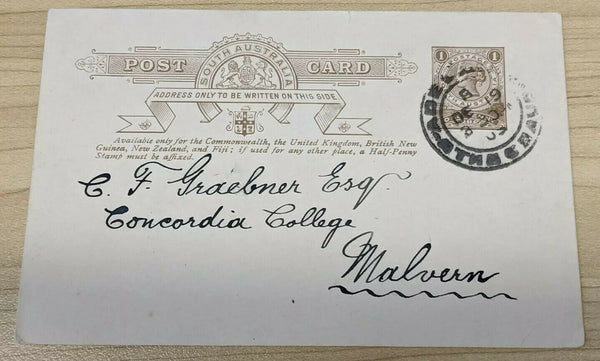 SOUTH AUSTRALIA
POST CARD
ADDRESS ONLY TO BE WRITTEN ON THIS SIDE.
Available only for the Commonwealth, the United Kingdom, British New
Guinea, New Zealand, and Fiji; if used for any other place, a Half-Penny
Stamp must be affixed.
1 1
C. F. Graebner Esq.
Concordia College
Malvern